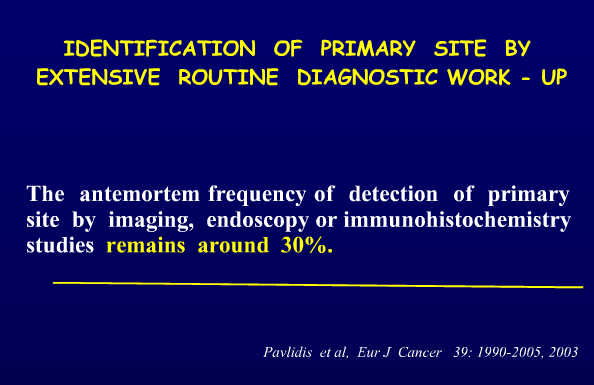 IDENTIFICATION OF PRIMARY SITE BY
EXTENSIVE ROUTINE DIAGNOSTIC WORK - UP
The antemortem frequency of detection of primary
site by imaging, endoscopy or immunohistochemistry
studies remains around 30%.
Pavlidis et al, Eur J Cancer 39: 1990-2005, 2003